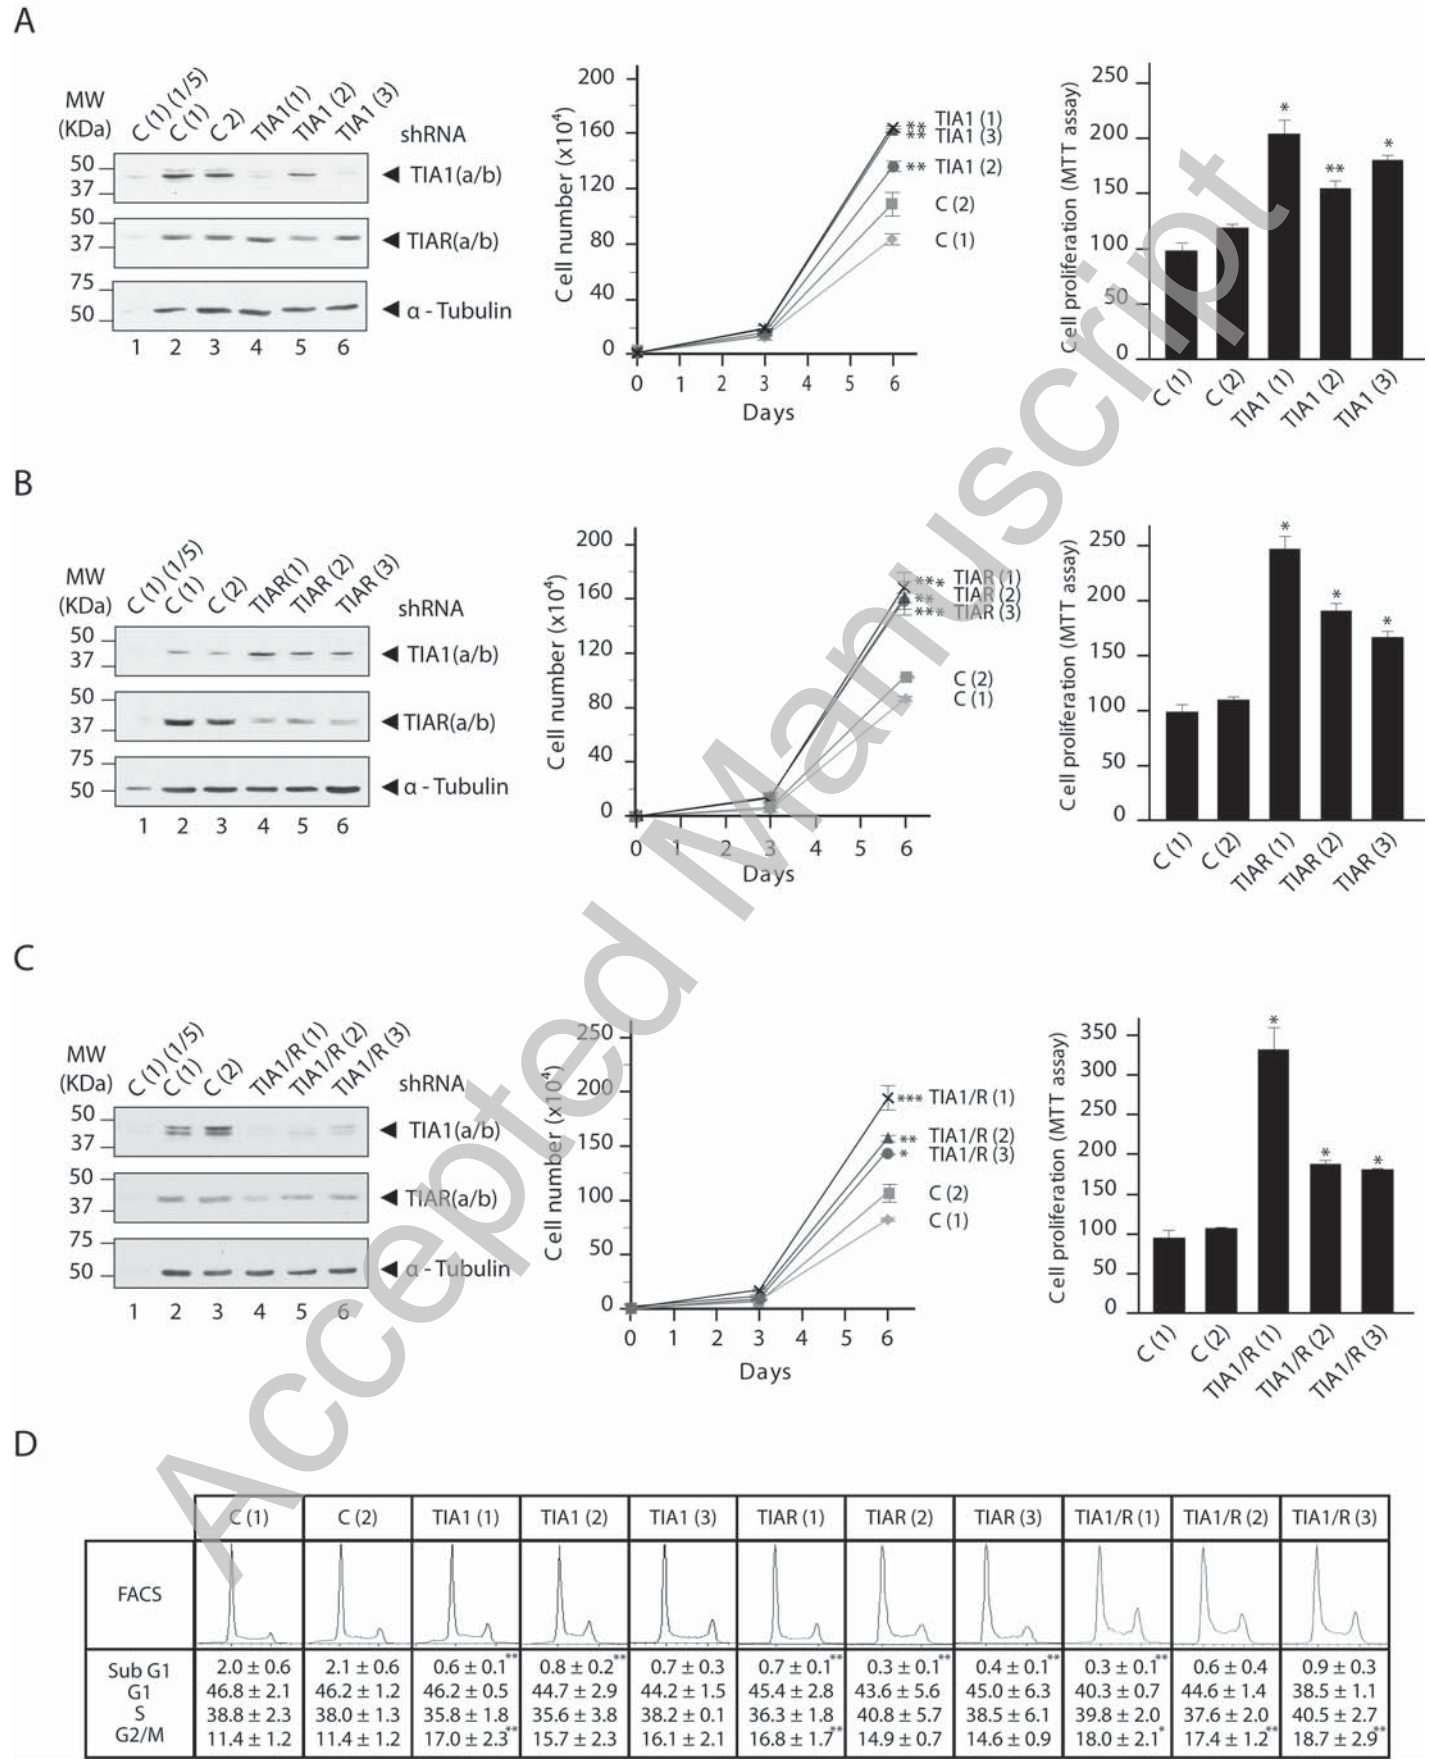 A
MW
(KDa)
C (1) (1/5)
C (1)
C 2)
TIA1(1)
TIA1 (2)
TIA1 (3)
shRNA
50
37
TIA1(a/b)
50
37
TIAR(a/b)
75
50
α - Tubulin
1 2 3 4 5 6
Cell number (x10⁴)
200
160
120
80
40
0
0 1 2 3 4 5 6
Days
** TIA1 (1)
** TIA1 (3)
** TIA1 (2)
C (2)
C (1)
Cell proliferation (MTT assay)
250
200
150
100
50
0
* ** *
C (1)
C (2)
TIA1 (1)
TIA1 (2)
TIA1 (3)
B
MW
(KDa)
C (1) (1/5)
C (1)
C (2)
TIAR(1)
TIAR (2)
TIAR (3)
shRNA
50
37
TIA1(a/b)
50
37
TIAR(a/b)
75
50
α - Tubulin
1 2 3 4 5 6
Cell number (x10⁴)
200
160
120
80
40
0
0 1 2 3 4 5 6
Days
*** TIAR (1)
** TIAR (2)
*** TIAR (3)
C (2)
C (1)
Cell proliferation (MTT assay)
250
200
150
100
50
0
* * *
C (1)
C (2)
TIAR (1)
TIAR (2)
TIAR (3)
C
MW
(KDa)
C (1) (1/5)
C (1)
C (2)
TIA1/R (1)
TIA1/R (2)
TIA1/R (3)
shRNA
50
37
TIA1(a/b)
50
37
TIAR(a/b)
75
50
α - Tubulin
1 2 3 4 5 6
Cell number (x10⁴)
250
200
150
100
50
0
0 1 2 3 4 5 6
Days
*** TIA1/R (1)
** TIA1/R (2)
* TIA1/R (3)
C (2)
C (1)
Cell proliferation (MTT assay)
350
300
250
200
150
100
50
0
* * *
C (1)
C (2)
TIA1/R (1)
TIA1/R (2)
TIA1/R (3)
D
C (1) C (2) TIA1 (1) TIA1 (2) TIA1 (3) TIAR (1) TIAR (2) TIAR (3) TIA1/R (1) TIA1/R (2) TIA1/R (3)
FACS
Sub G1 2.0 ± 0.6 2.1 ± 0.6 0.6 ± 0.1** 0.8 ± 0.2** 0.7 ± 0.3 0.7 ± 0.1** 0.3 ± 0.1** 0.4 ± 0.1** 0.3 ± 0.1** 0.6 ± 0.4 0.9 ± 0.3
G1 46.8 ± 2.1 46.2 ± 1.2 46.2 ± 0.5 44.7 ± 2.9 44.2 ± 1.5 45.4 ± 2.8 43.6 ± 5.6 45.0 ± 6.3 40.3 ± 0.7 44.6 ± 1.4 38.5 ± 1.1
S 38.8 ± 2.3 38.0 ± 1.3 35.8 ± 1.8 35.6 ± 3.8 38.2 ± 0.1 36.3 ± 1.8 40.8 ± 5.7 38.5 ± 6.1 39.8 ± 2.0 37.6 ± 2.0 40.5 ± 2.7
G2/M 11.4 ± 1.2 11.4 ± 1.2 17.0 ± 2.3** 15.7 ± 2.3 16.1 ± 2.1 16.8 ± 1.7** 14.9 ± 0.7 14.6 ± 0.9 18.0 ± 2.1* 17.4 ± 1.2** 18.7 ± 2.9**
Accepted Manuscript